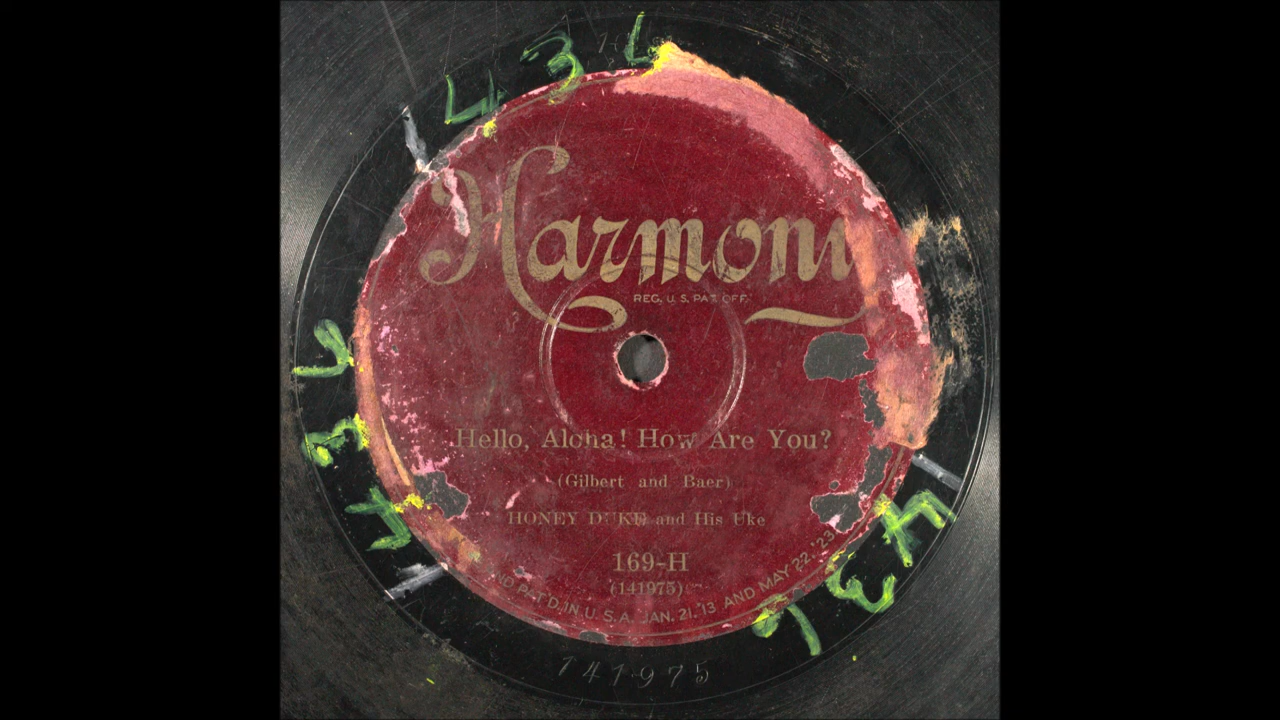 Harmony
REG. U. S. PAT. OFF.
Hello, Aloha! How Are You?
(Gilbert and Baer)
HONEY DUKE and His Uke
169-H
(141975)
AND PAT'D. IN U. S. A. JAN. 21. '13 AND MAY 22. '23
141975